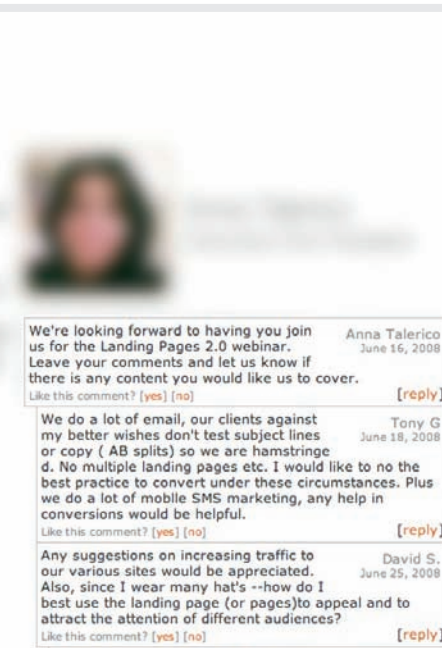 We're looking forward to having you join
us for the Landing Pages 2.0 webinar.
Leave your comments and let us know if
there is any content you would like us to cover.
Anna Talerico
June 16, 2008
Like this comment? [yes] [no]
[reply]
We do a lot of email, our clients against
my better wishes don't test subject lines
or copy ( AB splits) so we are hamstringe
d. No multiple landing pages etc. I would like to no the
best practice to convert under these circumstances. Plus
we do a lot of moblle SMS marketing, any help in
conversions would be helpful.
Tony G
June 18, 2008
Like this comment? [yes] [no]
[reply]
Any suggestions on increasing traffic to
our various sites would be appreciated.
Also, since I wear many hat's --how do I
best use the landing page (or pages)to appeal and to
attract the attention of different audiences?
David S.
June 25, 2008
Like this comment? [yes] [no]
[reply]